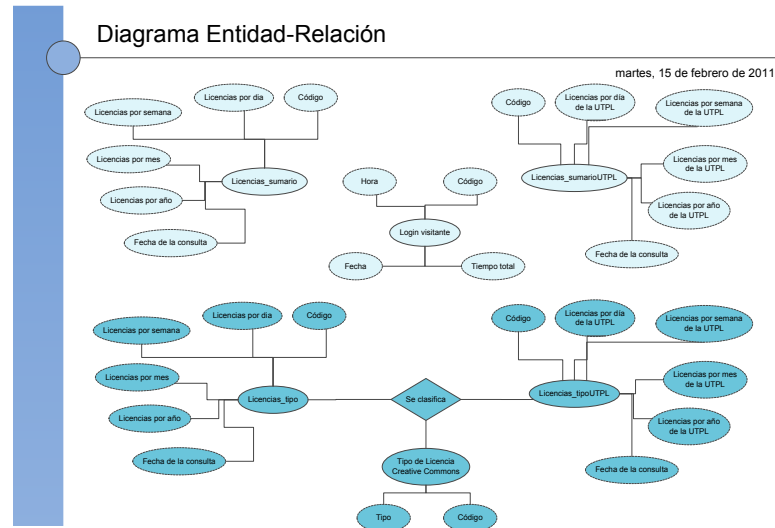 Diagrama Entidad-Relación
martes, 15 de febrero de 2011
Licencias por semana
Licencias por dia
Código
Licencias por mes
Licencias_sumario
Licencias por año
Fecha de la consulta
Hora
Código
Login visitante
Fecha
Tiempo total
Código
Licencias por día
de la UTPL
Licencias por semana
de la UTPL
Licencias_sumarioUTPL
Licencias por mes
de la UTPL
Licencias por año
de la UTPL
Fecha de la consulta
Licencias por semana
Licencias por dia
Código
Licencias por mes
Licencias_tipo
Licencias por año
Fecha de la consulta
Se clasifica
Tipo de Licencia
Creative Commons
Tipo
Código
Código
Licencias por día
de la UTPL
Licencias por semana
de la UTPL
Licencias_tipoUTPL
Licencias por mes
de la UTPL
Licencias por año
de la UTPL
Fecha de la consulta